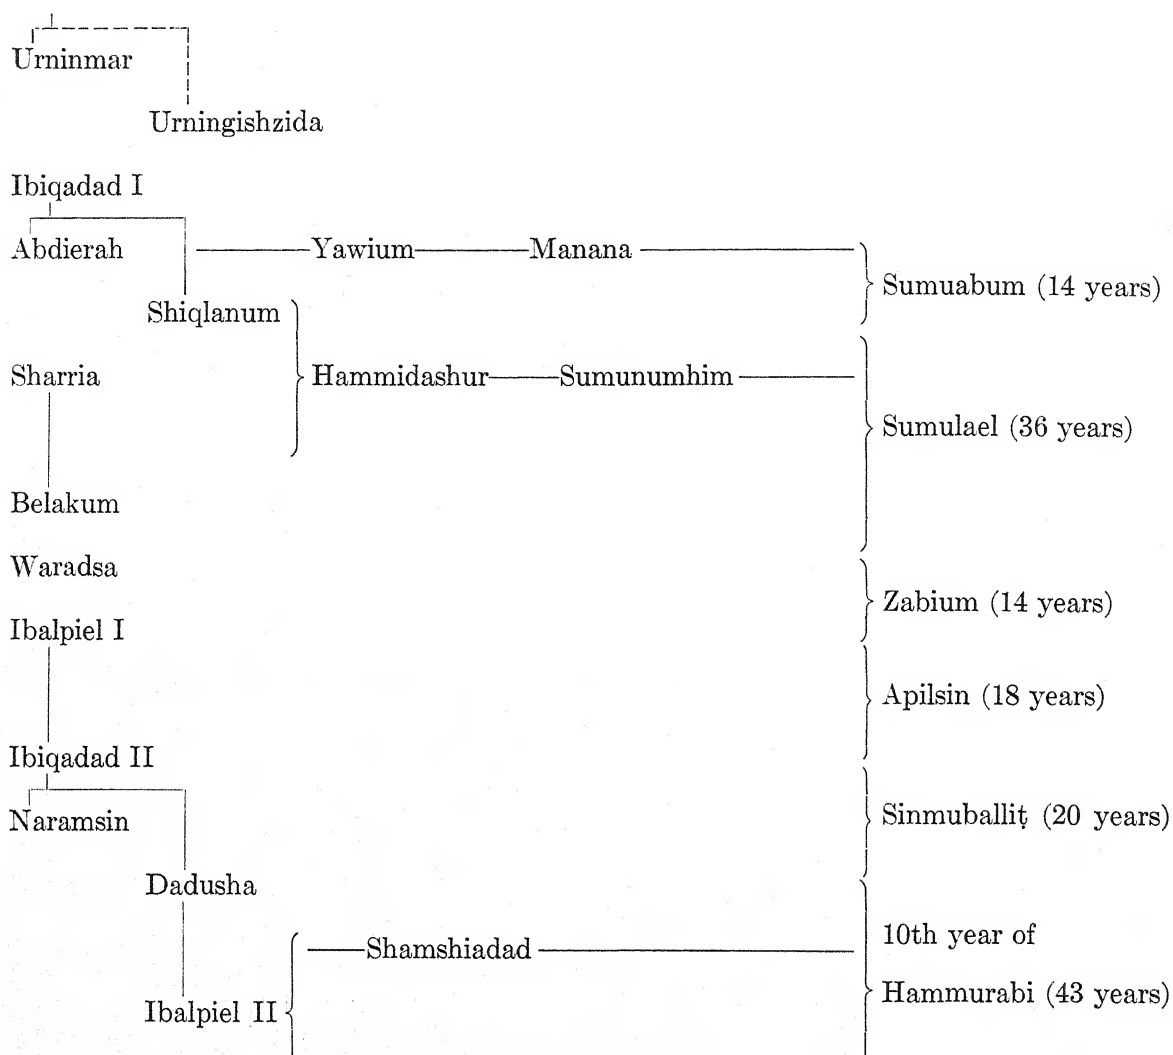 Urninmar
Urningishzida
Ibiqadad I
Abdierah Yawium Manana
Sumuabum (14 years)
Shiqlanum
Sharria Hammidashur Sumunumhim
Sumulael (36 years)
Belakum
Waradsa
Zabium (14 years)
Ibalpiel I
Apilsin (18 years)
Ibiqadad II
Naramsin Sinmuballiṭ (20 years)
Dadusha
10th year of
Shamshiadad
Hammurabi (43 years)
Ibalpiel II